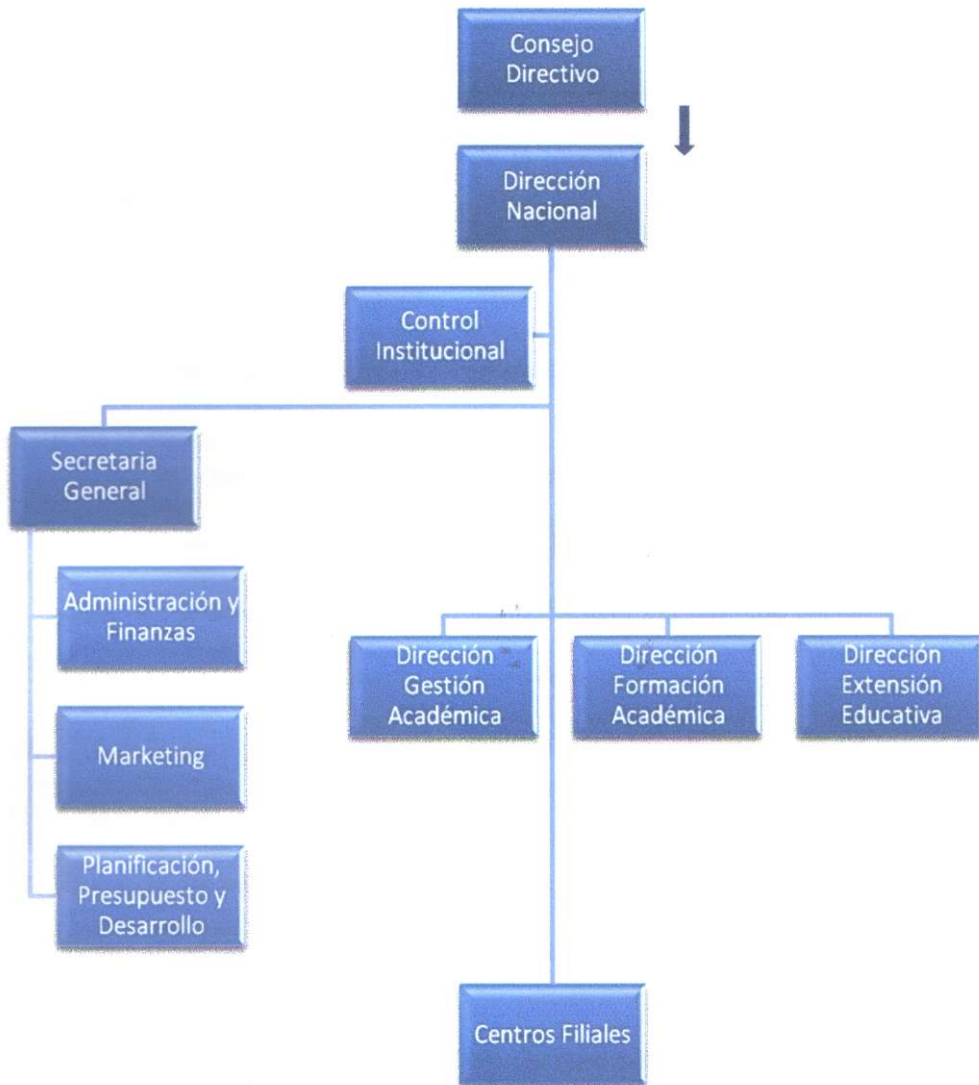 Consejo
Directivo
Dirección
Nacional
Control
Institucional
Secretaria
General
Administración y
Finanzas
Marketing
Planificación,
Presupuesto y
Desarrollo
Dirección
Gestión
Académica
Dirección
Formación
Académica
Dirección
Extensión
Educativa
Centros Filiales